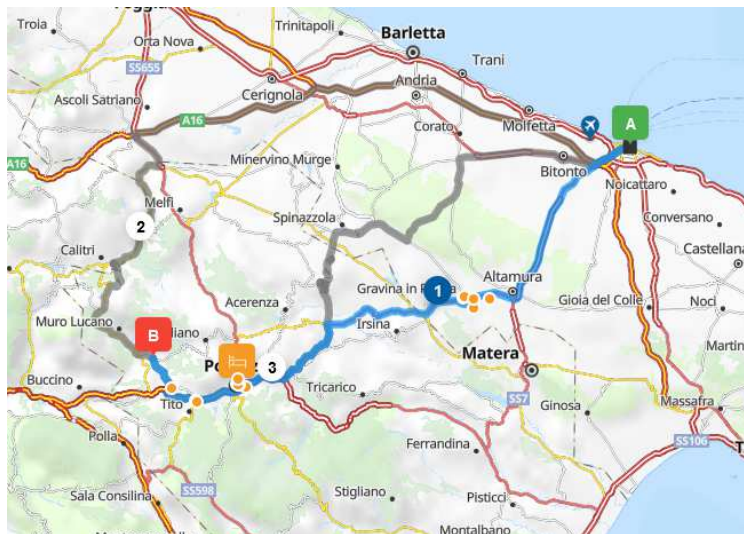 Troia
Trinitapoli
Orta Nova
Barletta
SS655
Trani
Cerignola
Andria
Ascoli Satriano
A16
Molfetta
A
Corato
A16
Minervino Murge
Bitonto
Noicattaro
Melfi
Spinazzola
Conversano
2
Calitri
Castellana
Gravina in P
1
Altamura
Acerenza
Gioia del Colle
Noci
Muro Lucano
B
Irsina
Martin
Matera
Buccino
3
Tricarico
Massafra
Tito
SS7
Ginosa
Polla
Ferrandina
SS106
SS598
Sala Consilina
Stigliano
Pisticci
Montalbano